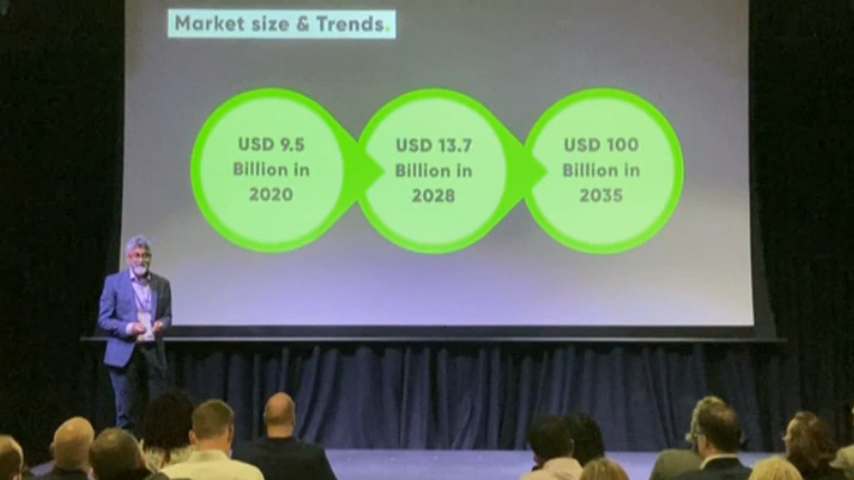 Market size & Trends.
USD 9.5
Billion in
2020
USD 13.7
Billion in
2028
USD 100
Billion in
2035